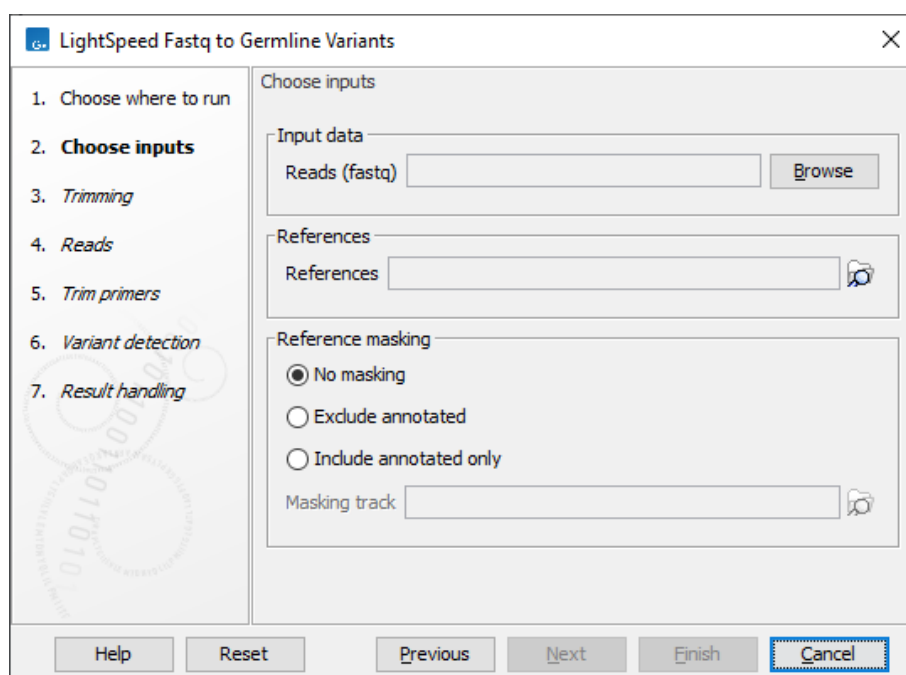 LightSpeed Fastq to Germline Variants
1. Choose where to run
2. Choose inputs
3. Trimming
4. Reads
5. Trim primers
6. Variant detection
7. Result handling
Choose inputs
Input data
Reads (fastq)
Browse
References
References
Reference masking
No masking
Exclude annotated
Include annotated only
Masking track
Help
Reset
Previous
Next
Finish
Cancel